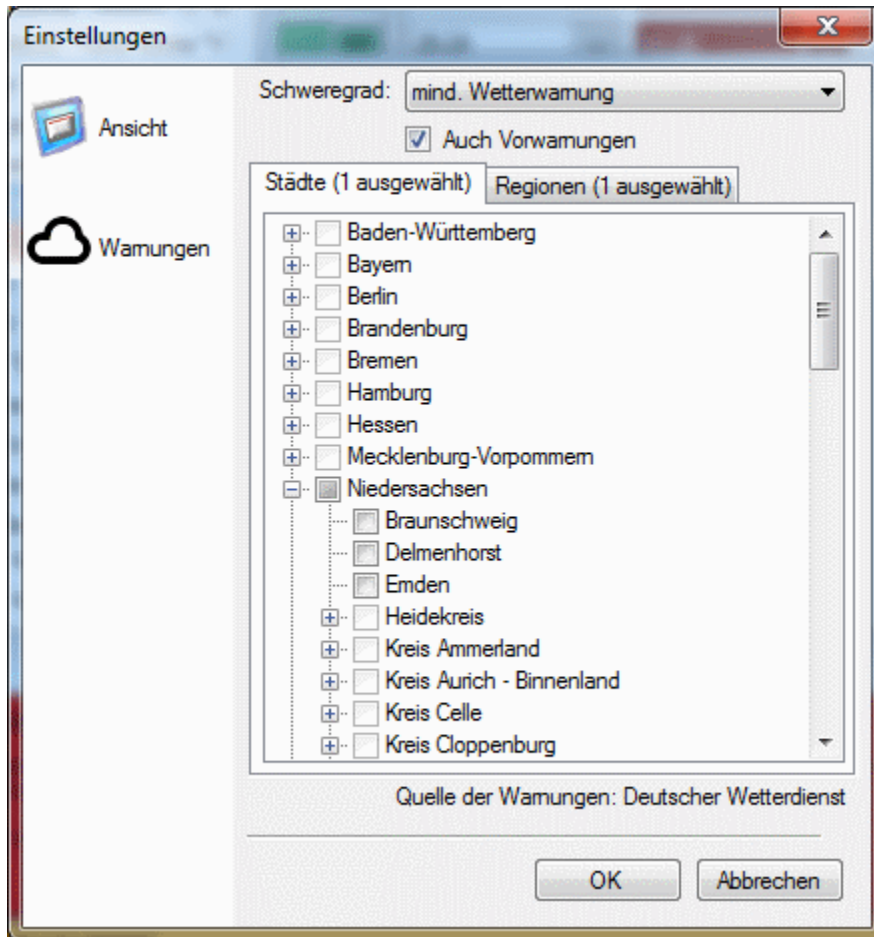 Einstellungen
Ansicht
Warnungen
Schweregrad: mind. Wetterwarnung
Auch Vorwarnungen
Städte (1 ausgewählt) Regionen (1 ausgewählt)
Baden-Württemberg
Bayern
Berlin
Brandenburg
Bremen
Hamburg
Hessen
Mecklenburg-Vorpommern
Niedersachsen
Braunschweig
Delmenhorst
Emden
Heidekreis
Kreis Ammerland
Kreis Aurich - Binnenland
Kreis Celle
Kreis Cloppenburg
Quelle der Warnungen: Deutscher Wetterdienst
OK Abbrechen